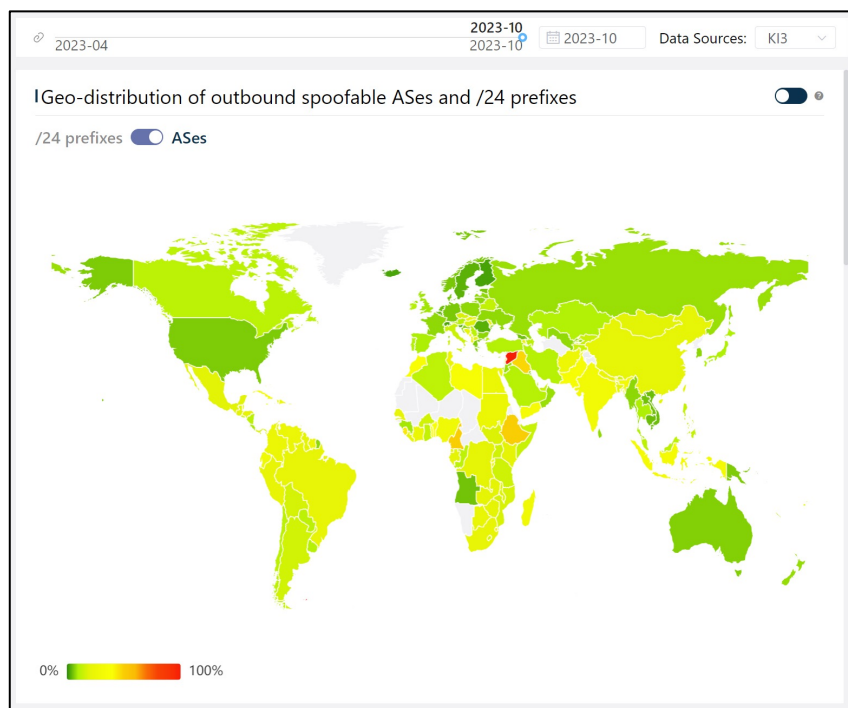 2023-10
2023-04
2023-10
2023-10
Data Sources:
KI3
Geo-distribution of outbound spoofable ASes and /24 prefixes
/24 prefixes
ASes
0%
100%